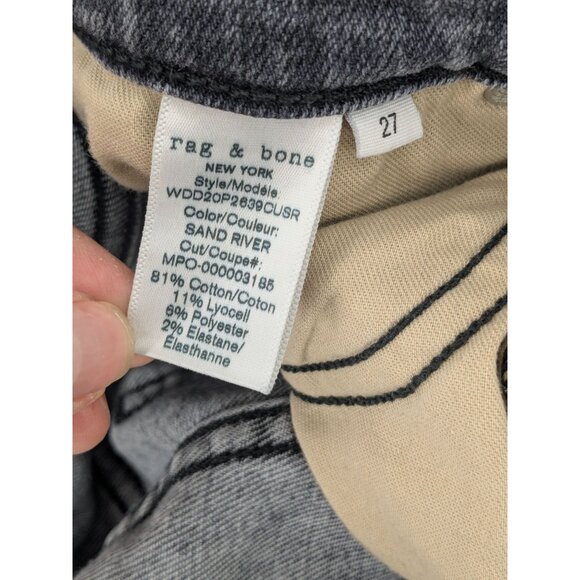 rag & bone
NEW YORK
Style/Modèle
WDD20P2639CUSR
Color/Couleur:
SAND RIVER
Cut/Coupe#:
MPO-000003185
81% Cotton/Coton
11% Lyocell
6% Polyester
2% Elastane/
Elasthanne
27